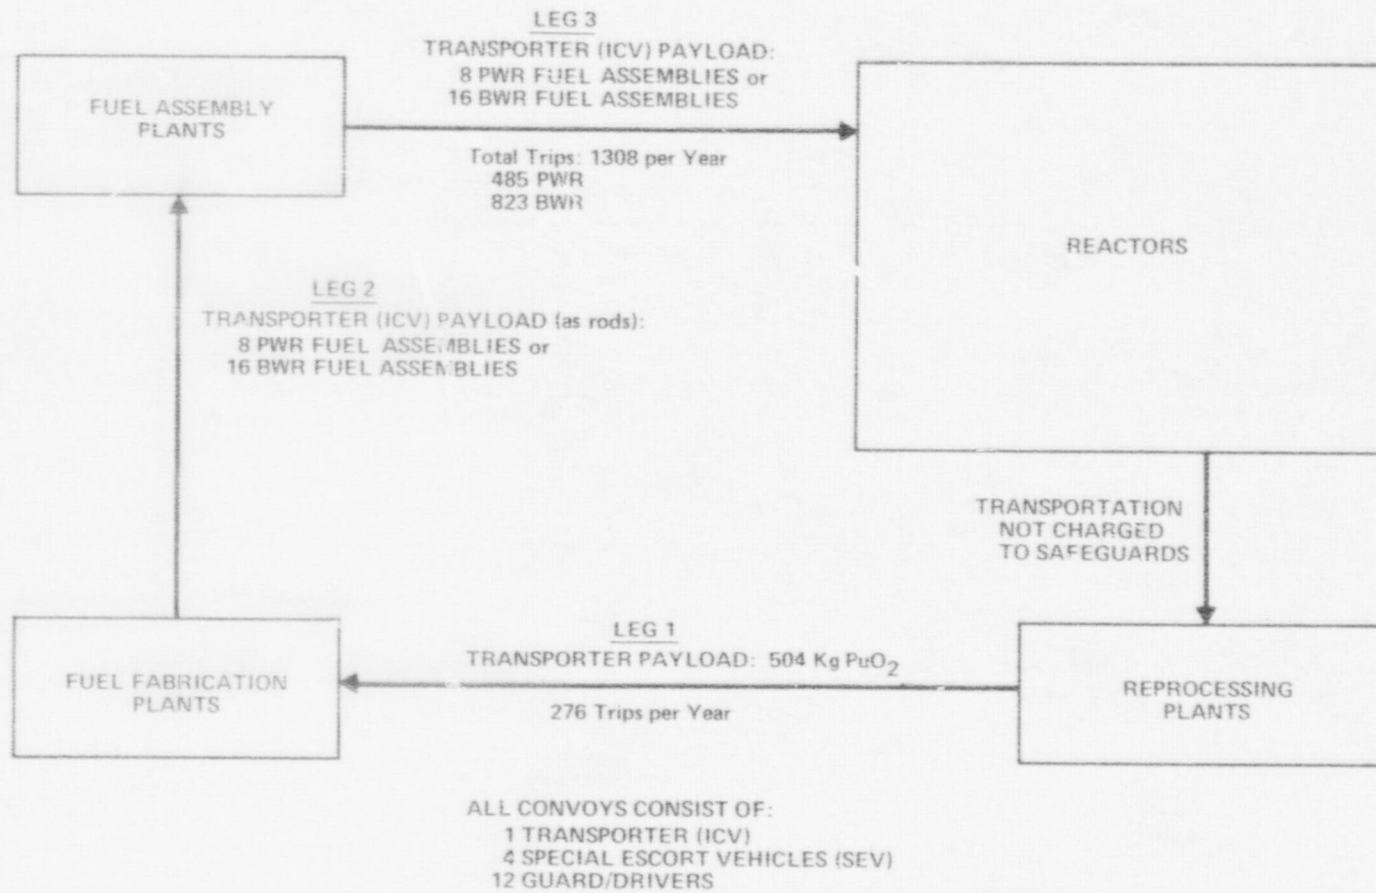 LEG 3
TRANSPORTER (ICV) PAYLOAD:
8 PWR FUEL ASSEMBLIES or
16 BWR FUEL ASSEMBLIES
FUEL ASSEMBLY
PLANTS
Total Trips: 1308 per Year
485 PWR
823 BWR
REACTORS
LEG 2
TRANSPORTER (ICV) PAYLOAD (as rods):
8 PWR FUEL ASSEMBLIES or
16 BWR FUEL ASSEMBLIES
TRANSPORTATION
NOT CHARGED
TO SAFEGUARDS
LEG 1
TRANSPORTER PAYLOAD: 504 Kg PuO2
FUEL FABRICATION
PLANTS
276 Trips per Year
REPROCESSING
PLANTS
ALL CONVOYS CONSIST OF:
1 TRANSPORTER (ICV)
4 SPECIAL ESCORT VEHICLES (SEV)
12 GUARD/DRIVERS